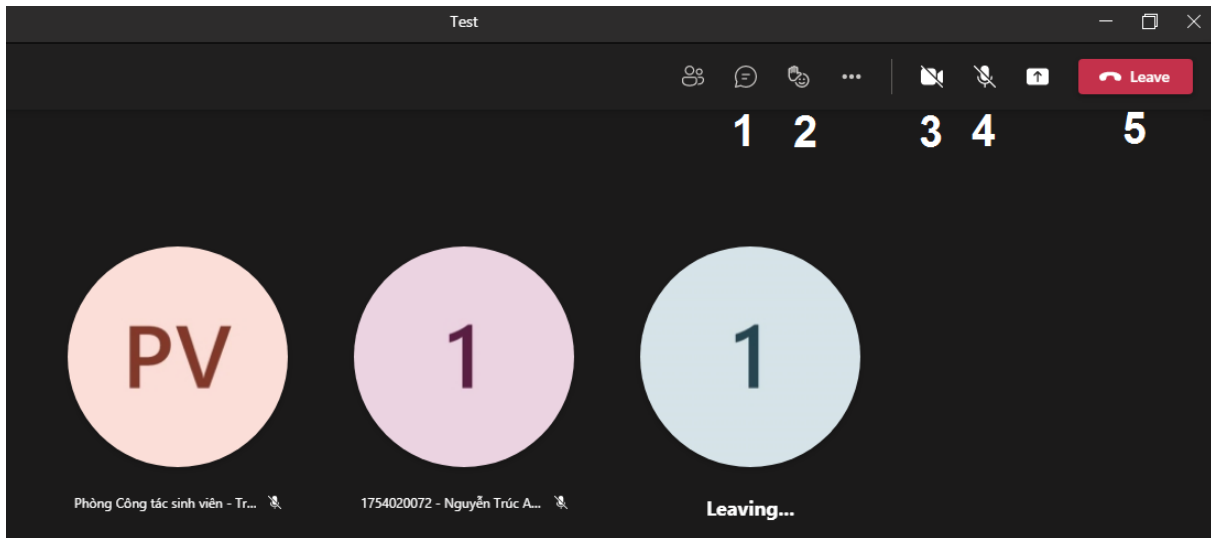 Test
Leave
1 2 3 4 5
PV 1 1
Phòng Công tác sinh viên - Tr... 1754020072 - Nguyễn Trúc A... Leaving...